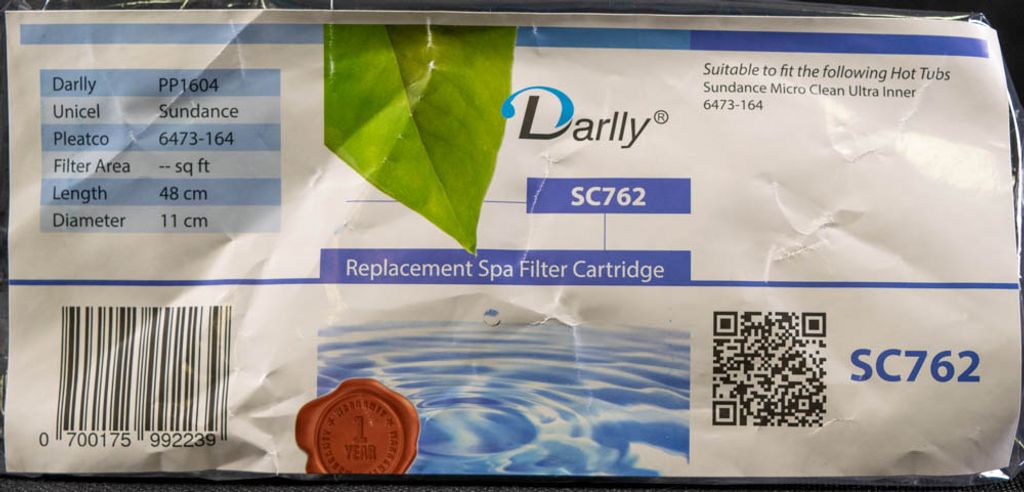 Darlly PP1604
Unicel Sundance
Pleatco 6473-164
Filter Area -- sq ft
Length 48 cm
Diameter 11 cm
Darlly®
SC762
Replacement Spa Filter Cartridge
Suitable to fit the following Hot Tubs
Sundance Micro Clean Ultra Inner
6473-164
0 700175 992239
WARRANTY
1
YEAR
SC762